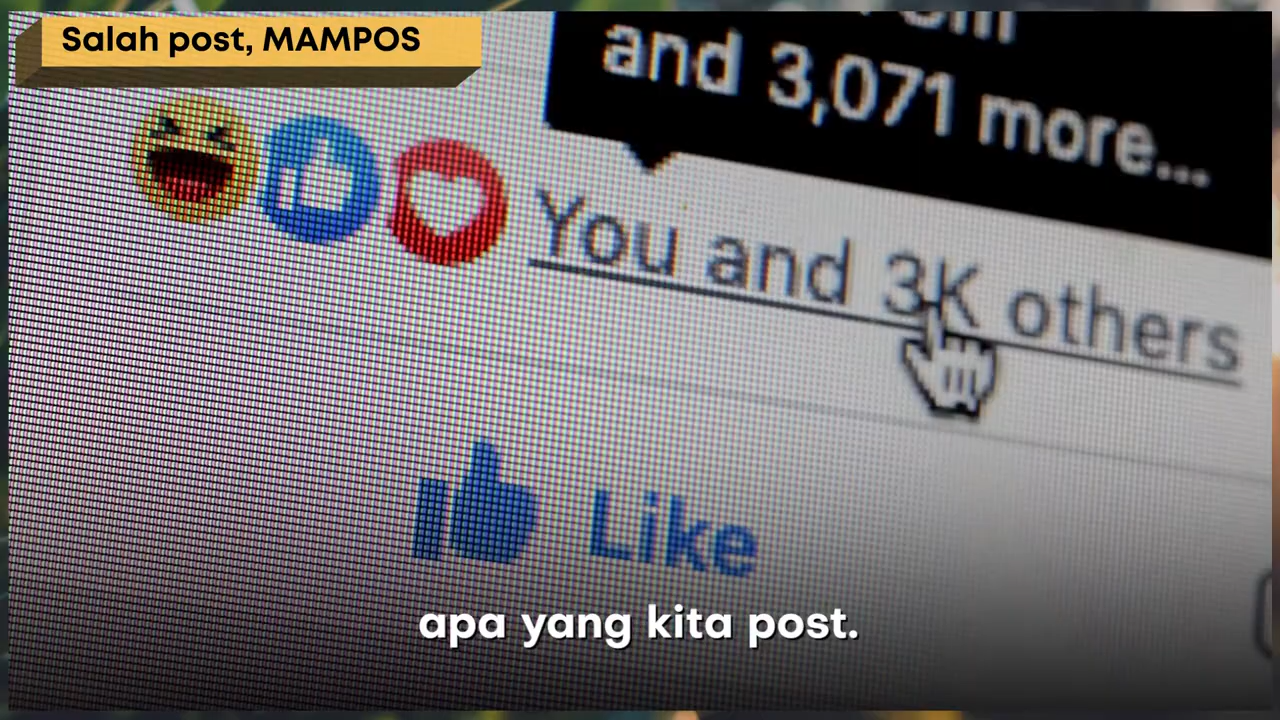 Salah post, MAMPOS
and 3,071 more...
You and 3K others
Like
apa yang kita post.